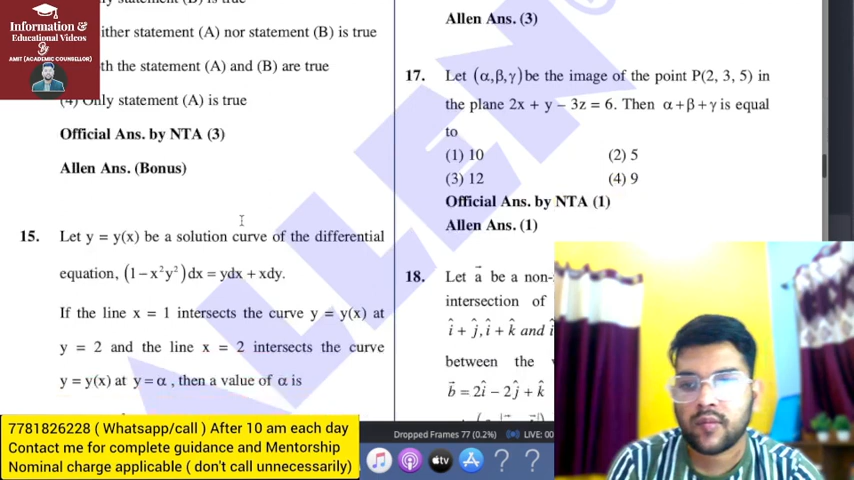 Information &
Educational Videos
By
AMIT (ACADEMIC COUNSELLOR)
ither statement (A) nor statement (B) is true
th the statement (A) and (B) are true
(4) Only statement (A) is true
Official Ans. by NTA (3)
Allen Ans. (Bonus)
15. Let y = y(x) be a solution curve of the differential
equation, (1 − x²y²) dx = ydx + xdy.
If the line x = 1 intersects the curve y = y(x) at
y = 2 and the line x = 2 intersects the curve
y = y(x) at y = α , then a value of α is
Allen Ans. (3)
17. Let (α,β,γ) be the image of the point P(2, 3, 5) in
the plane 2x + y − 3z = 6. Then α+β+γ is equal
to
(1) 10 (2) 5
(3) 12 (4) 9
Official Ans. by NTA (1)
Allen Ans. (1)
18. Let a⃗ be a non-
intersection of
î + ĵ, î + k̂ and î
between the
b⃗ = 2î − 2ĵ + k̂
ALLEN®
7781826228 ( Whatsapp/call ) After 10 am each day
Contact me for complete guidance and Mentorship
Nominal charge applicable ( don't call unnecessarily)
Dropped Frames 77 (0.2%) LIVE: 00
tv